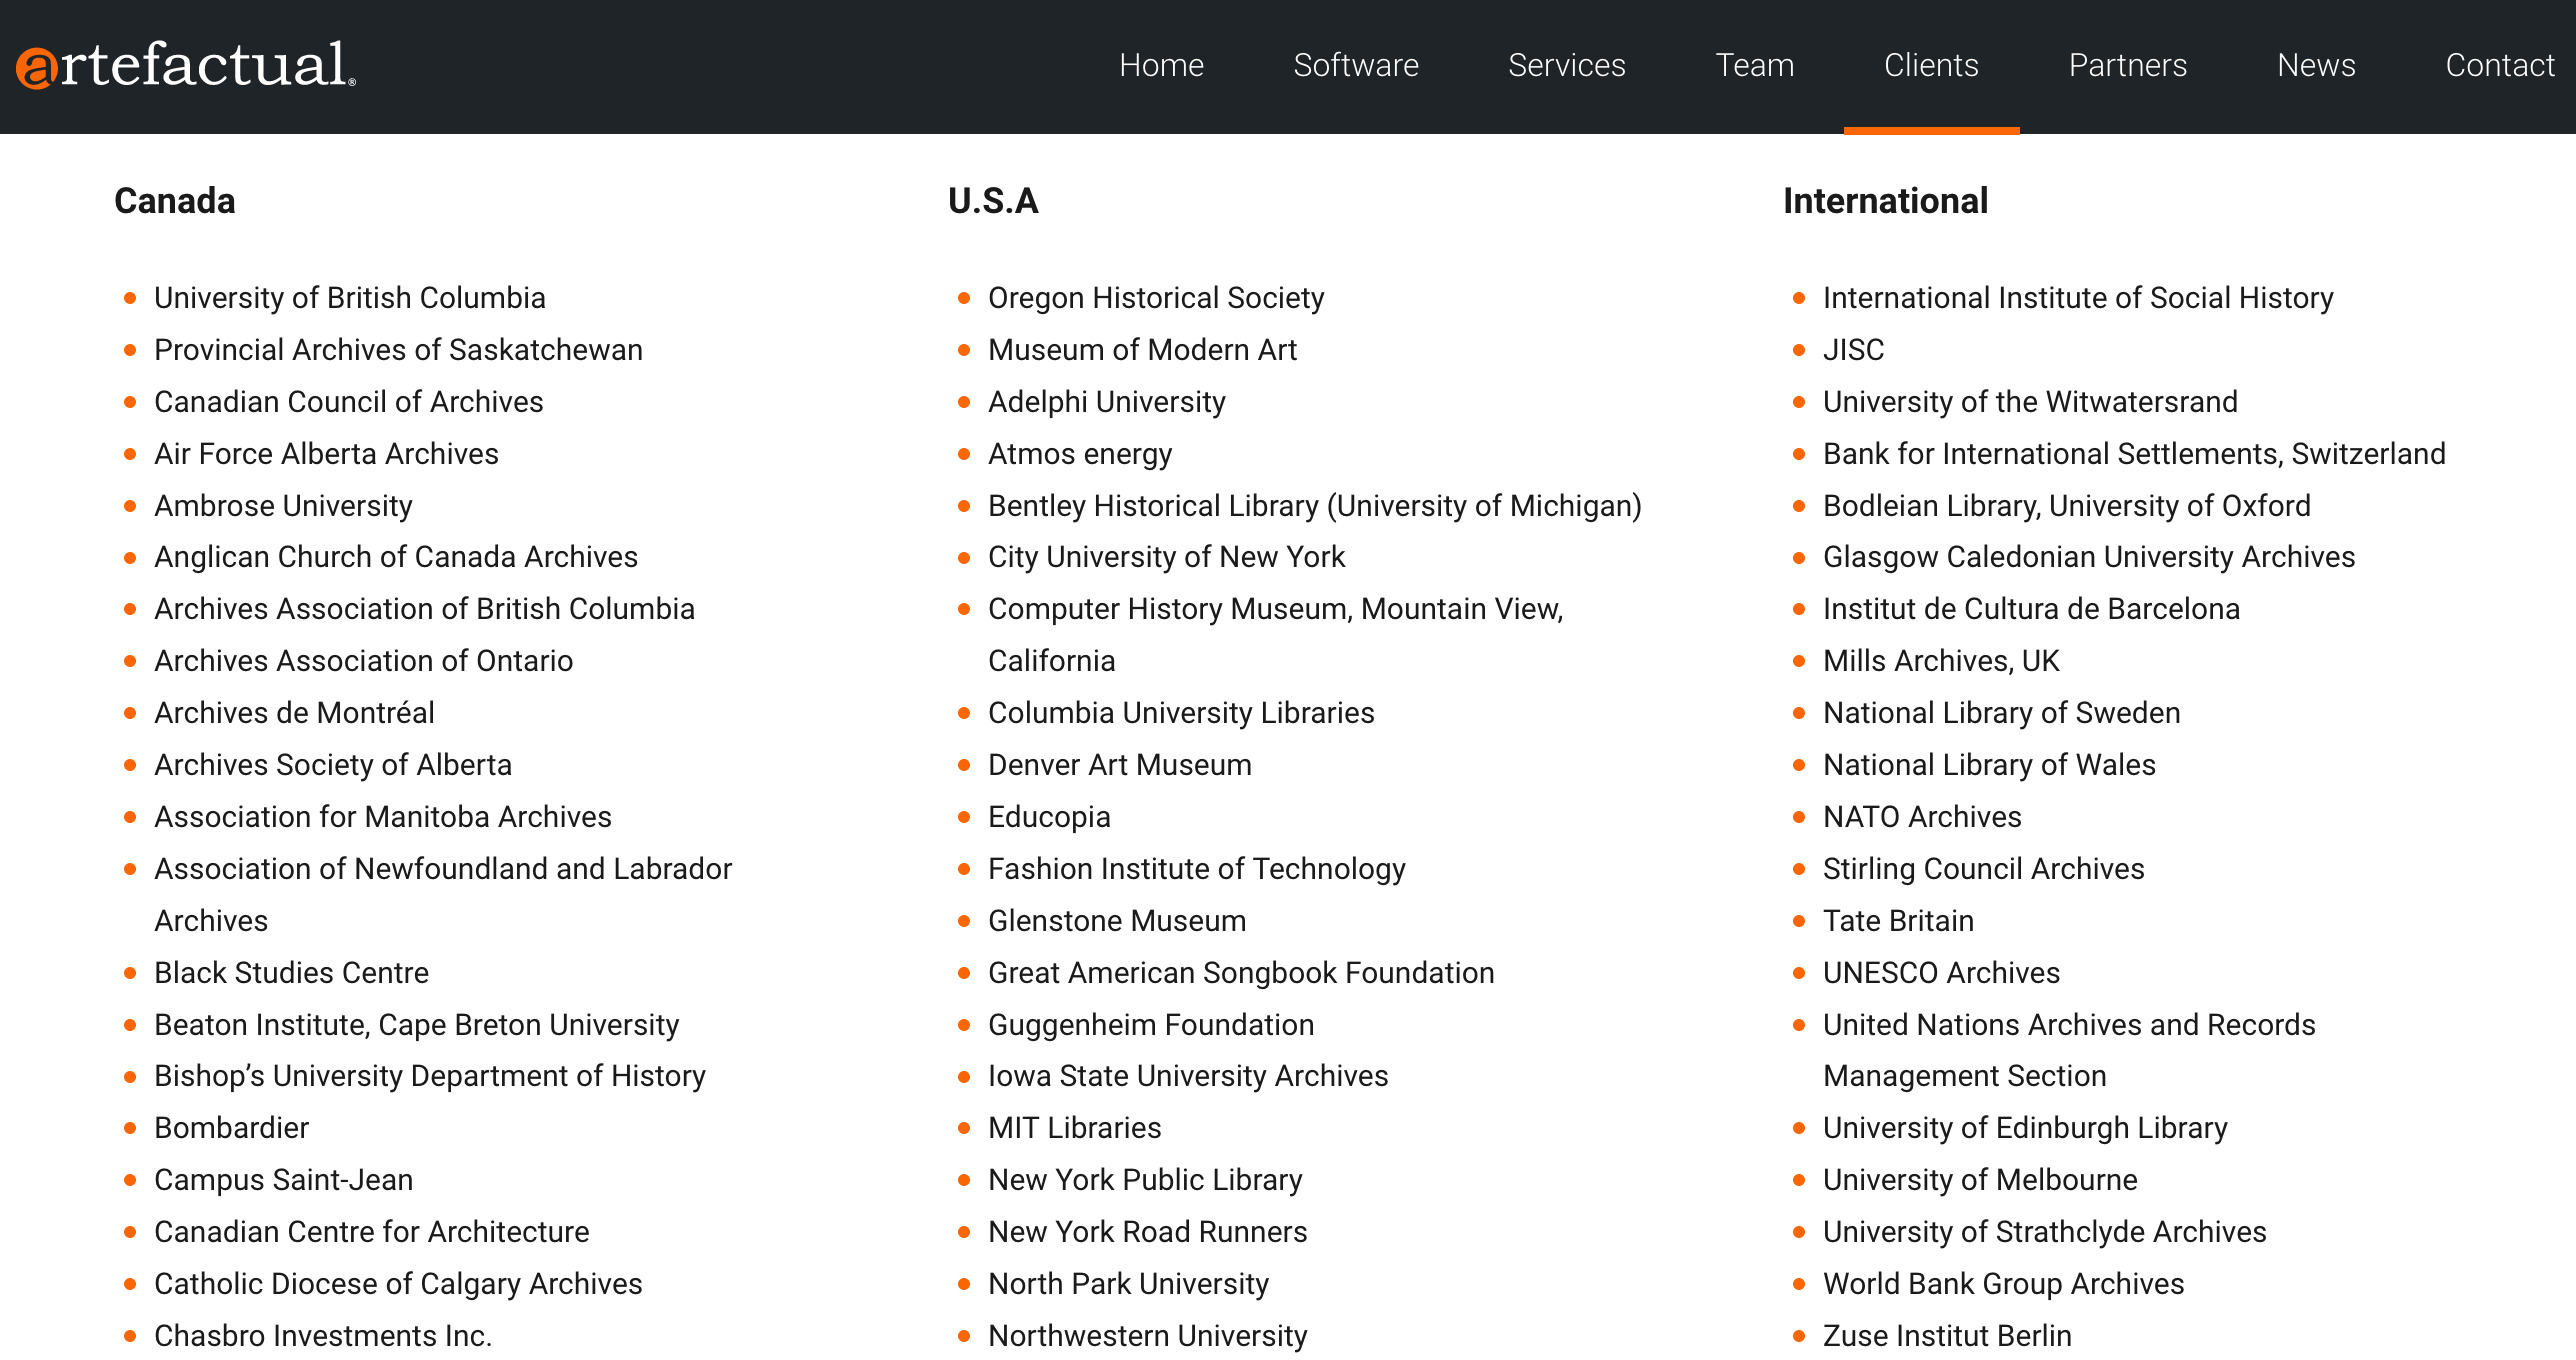 artefactual®
Home Software Services Team Clients Partners News Contact
Canada
University of British Columbia
Provincial Archives of Saskatchewan
Canadian Council of Archives
Air Force Alberta Archives
Ambrose University
Anglican Church of Canada Archives
Archives Association of British Columbia
Archives Association of Ontario
Archives de Montréal
Archives Society of Alberta
Association for Manitoba Archives
Association of Newfoundland and Labrador
Archives
Black Studies Centre
Beaton Institute, Cape Breton University
Bishop’s University Department of History
Bombardier
Campus Saint-Jean
Canadian Centre for Architecture
Catholic Diocese of Calgary Archives
Chasbro Investments Inc.
U.S.A
Oregon Historical Society
Museum of Modern Art
Adelphi University
Atmos energy
Bentley Historical Library (University of Michigan)
City University of New York
Computer History Museum, Mountain View,
California
Columbia University Libraries
Denver Art Museum
Educopia
Fashion Institute of Technology
Glenstone Museum
Great American Songbook Foundation
Guggenheim Foundation
Iowa State University Archives
MIT Libraries
New York Public Library
New York Road Runners
North Park University
Northwestern University
International
International Institute of Social History
JISC
University of the Witwatersrand
Bank for International Settlements, Switzerland
Bodleian Library, University of Oxford
Glasgow Caledonian University Archives
Institut de Cultura de Barcelona
Mills Archives, UK
National Library of Sweden
National Library of Wales
NATO Archives
Stirling Council Archives
Tate Britain
UNESCO Archives
United Nations Archives and Records
Management Section
University of Edinburgh Library
University of Melbourne
University of Strathclyde Archives
World Bank Group Archives
Zuse Institut Berlin